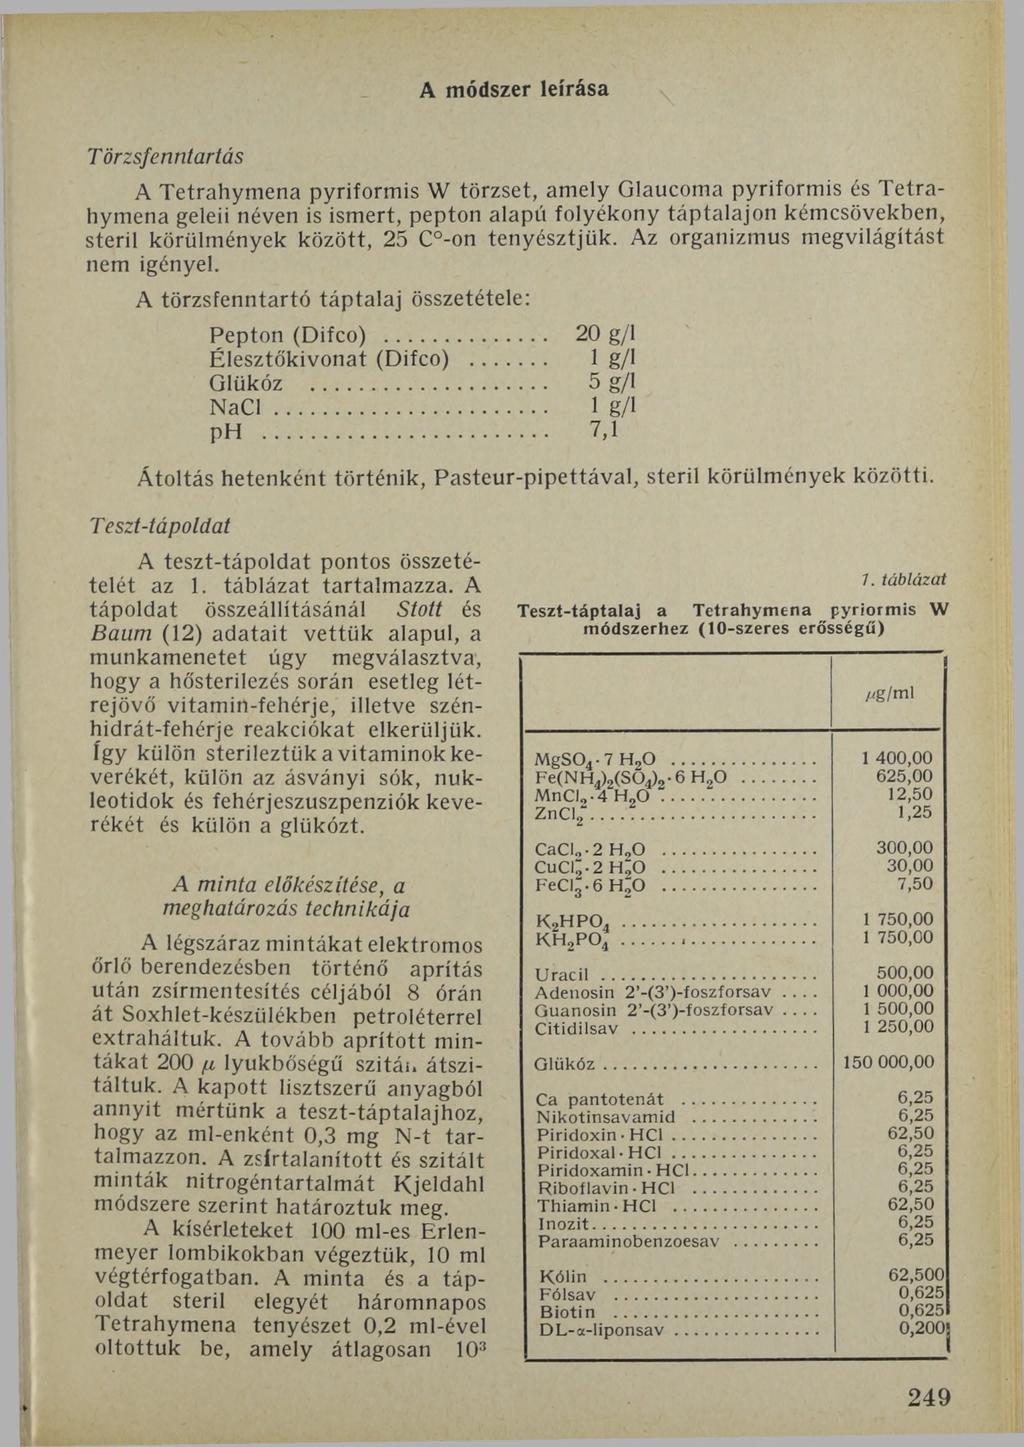 A módszer leírása
Törzsfenntartás
A Tetrahymena pyriformis W törzset, amely Glaucoma pyriformis és Tetra-
hymena geleii néven is ismert, pepton alapú folyékony táptalajon kémcsövekben,
steril körülmények között, 25 C°-on tenyésztjük. Az organizmus megvilágítást
nem igényel.
A törzsfenntartó táptalaj összetétele:
Pepton (Difco) .............. 20 g/l
Élesztőkivonat (Difco) ....... 1 g/l
Glükóz .................... 5 g/l
NaCl ....................... 1 g/l
pH ........................ 7,1
Átoltás hetenként történik, Pasteur-pipettával, steril körülmények közötti.
Teszt-tápoldat
A teszt-tápoldat pontos összeté-
telét az 1. táblázat tartalmazza. A
tápoldat összeállításánál Stott és
Baum (12) adatait vettük alapul, a
munkamenetet úgy megválasztva,
hogy a hősterilezés során esetleg lét-
rejövő vitamin-fehérje, illetve szén-
hidrát-fehérje reakciókat elkerüljük.
Így külön sterileztük a vitaminok ke-
verékét, külön az ásványi sók, nuk-
leotidok és fehérjeszuszpenziók keve-
rékét és külön a glükózt.
A minta előkészítése, a
meghatározás technikája
A légszáraz mintákat elektromos
őrlő berendezésben történő aprítás
után zsírmentesítés céljából 8 órán
át Soxhlet-készülékben petroléterrel
extraháltuk. A tovább aprított min-
tákat 200 μ lyukbőségű szitán átszi-
táltuk. A kapott lisztszerű anyagból
annyit mértünk a teszt-táptalajhoz,
hogy az ml-enként 0,3 mg N-t tar-
talmazzon. A zsírtalanított és szitált
minták nitrogéntartalmát Kjeldahl
módszere szerint határoztuk meg.
A kísérleteket 100 ml-es Erlen-
meyer lombikokban végeztük, 10 ml
végtérfogatban. A minta és a táp-
oldat steril elegyét háromnapos
Tetrahymena tenyészet 0,2 ml-ével
oltottuk be, amely átlagosan 10³
1. táblázat
Teszt-táptalaj a Tetrahymena pyriormis W
módszerhez (10-szeres erősségű)
μg/ml
MgSO₄·7 H₂O ............... 1 400,00
Fe(NH₄)₂(SO₄)₂·6 H₂O ........ 625,00
MnCl₂·4 H₂O ................ 12,50
ZnCl₂ ....................... 1,25
CaCl₂·2 H₂O ................ 300,00
CuCl₂·2 H₂O ................ 30,00
FeCl₃·6 H₂O ................ 7,50
K₂HPO₄ .................... 1 750,00
KH₂PO₄ .................... 1 750,00
Uracil ...................... 500,00
Adenosin 2’-(3’)-foszforsav .... 1 000,00
Guanosin 2’-(3’)-foszforsav .... 1 500,00
Citidilsav ................... 1 250,00
Glükóz ...................... 150 000,00
Ca pantotenát .............. 6,25
Nikotinsavamid ............. 6,25
Piridoxin·HCl ............... 62,50
Piridoxal·HCl ............... 6,25
Piridoxamin·HCl ............. 6,25
Riboflavin·HCl ............. 6,25
Thiamin·HCl ............... 62,50
Inozit ....................... 6,25
Paraaminobenzoesav ......... 6,25
Kólin ...................... 62,500
Fólsav ..................... 0,625
Biotin ..................... 0,625
DL-α-liponsav ............... 0,200
249